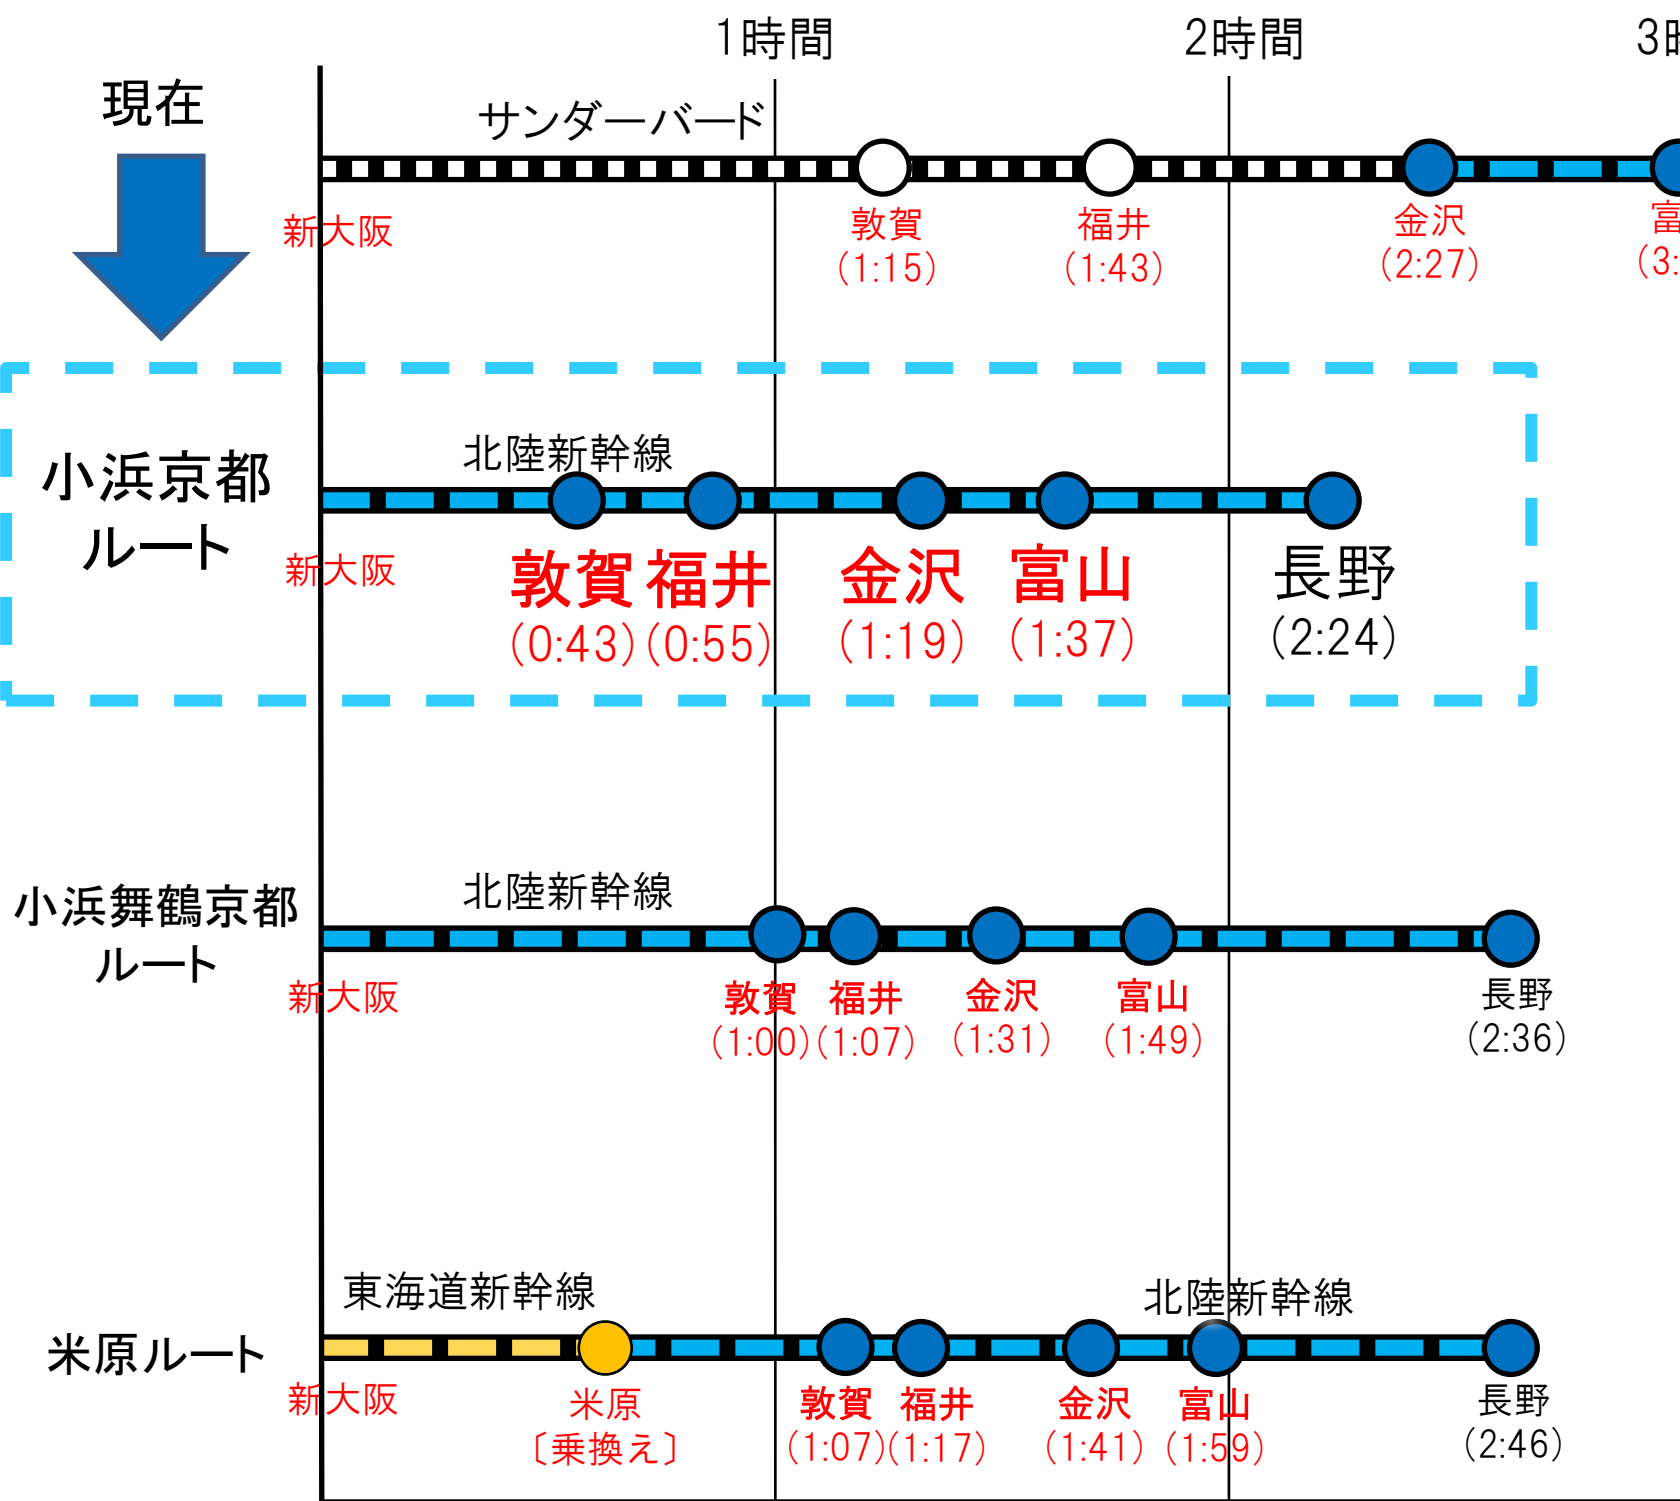 1時間
2時間
3時
現在
サンダーバード
新大阪
敦賀
(1:15)
福井
(1:43)
金沢
(2:27)
富
(3:
小浜京都
ルート
北陸新幹線
新大阪
敦賀
(0:43)
福井
(0:55)
金沢
(1:19)
富山
(1:37)
長野
(2:24)
小浜舞鶴京都
ルート
北陸新幹線
新大阪
敦賀
(1:00)
福井
(1:07)
金沢
(1:31)
富山
(1:49)
長野
(2:36)
米原ルート
東海道新幹線
北陸新幹線
新大阪
米原
〔乗換え〕
敦賀
(1:07)
福井
(1:17)
金沢
(1:41)
富山
(1:59)
長野
(2:46)